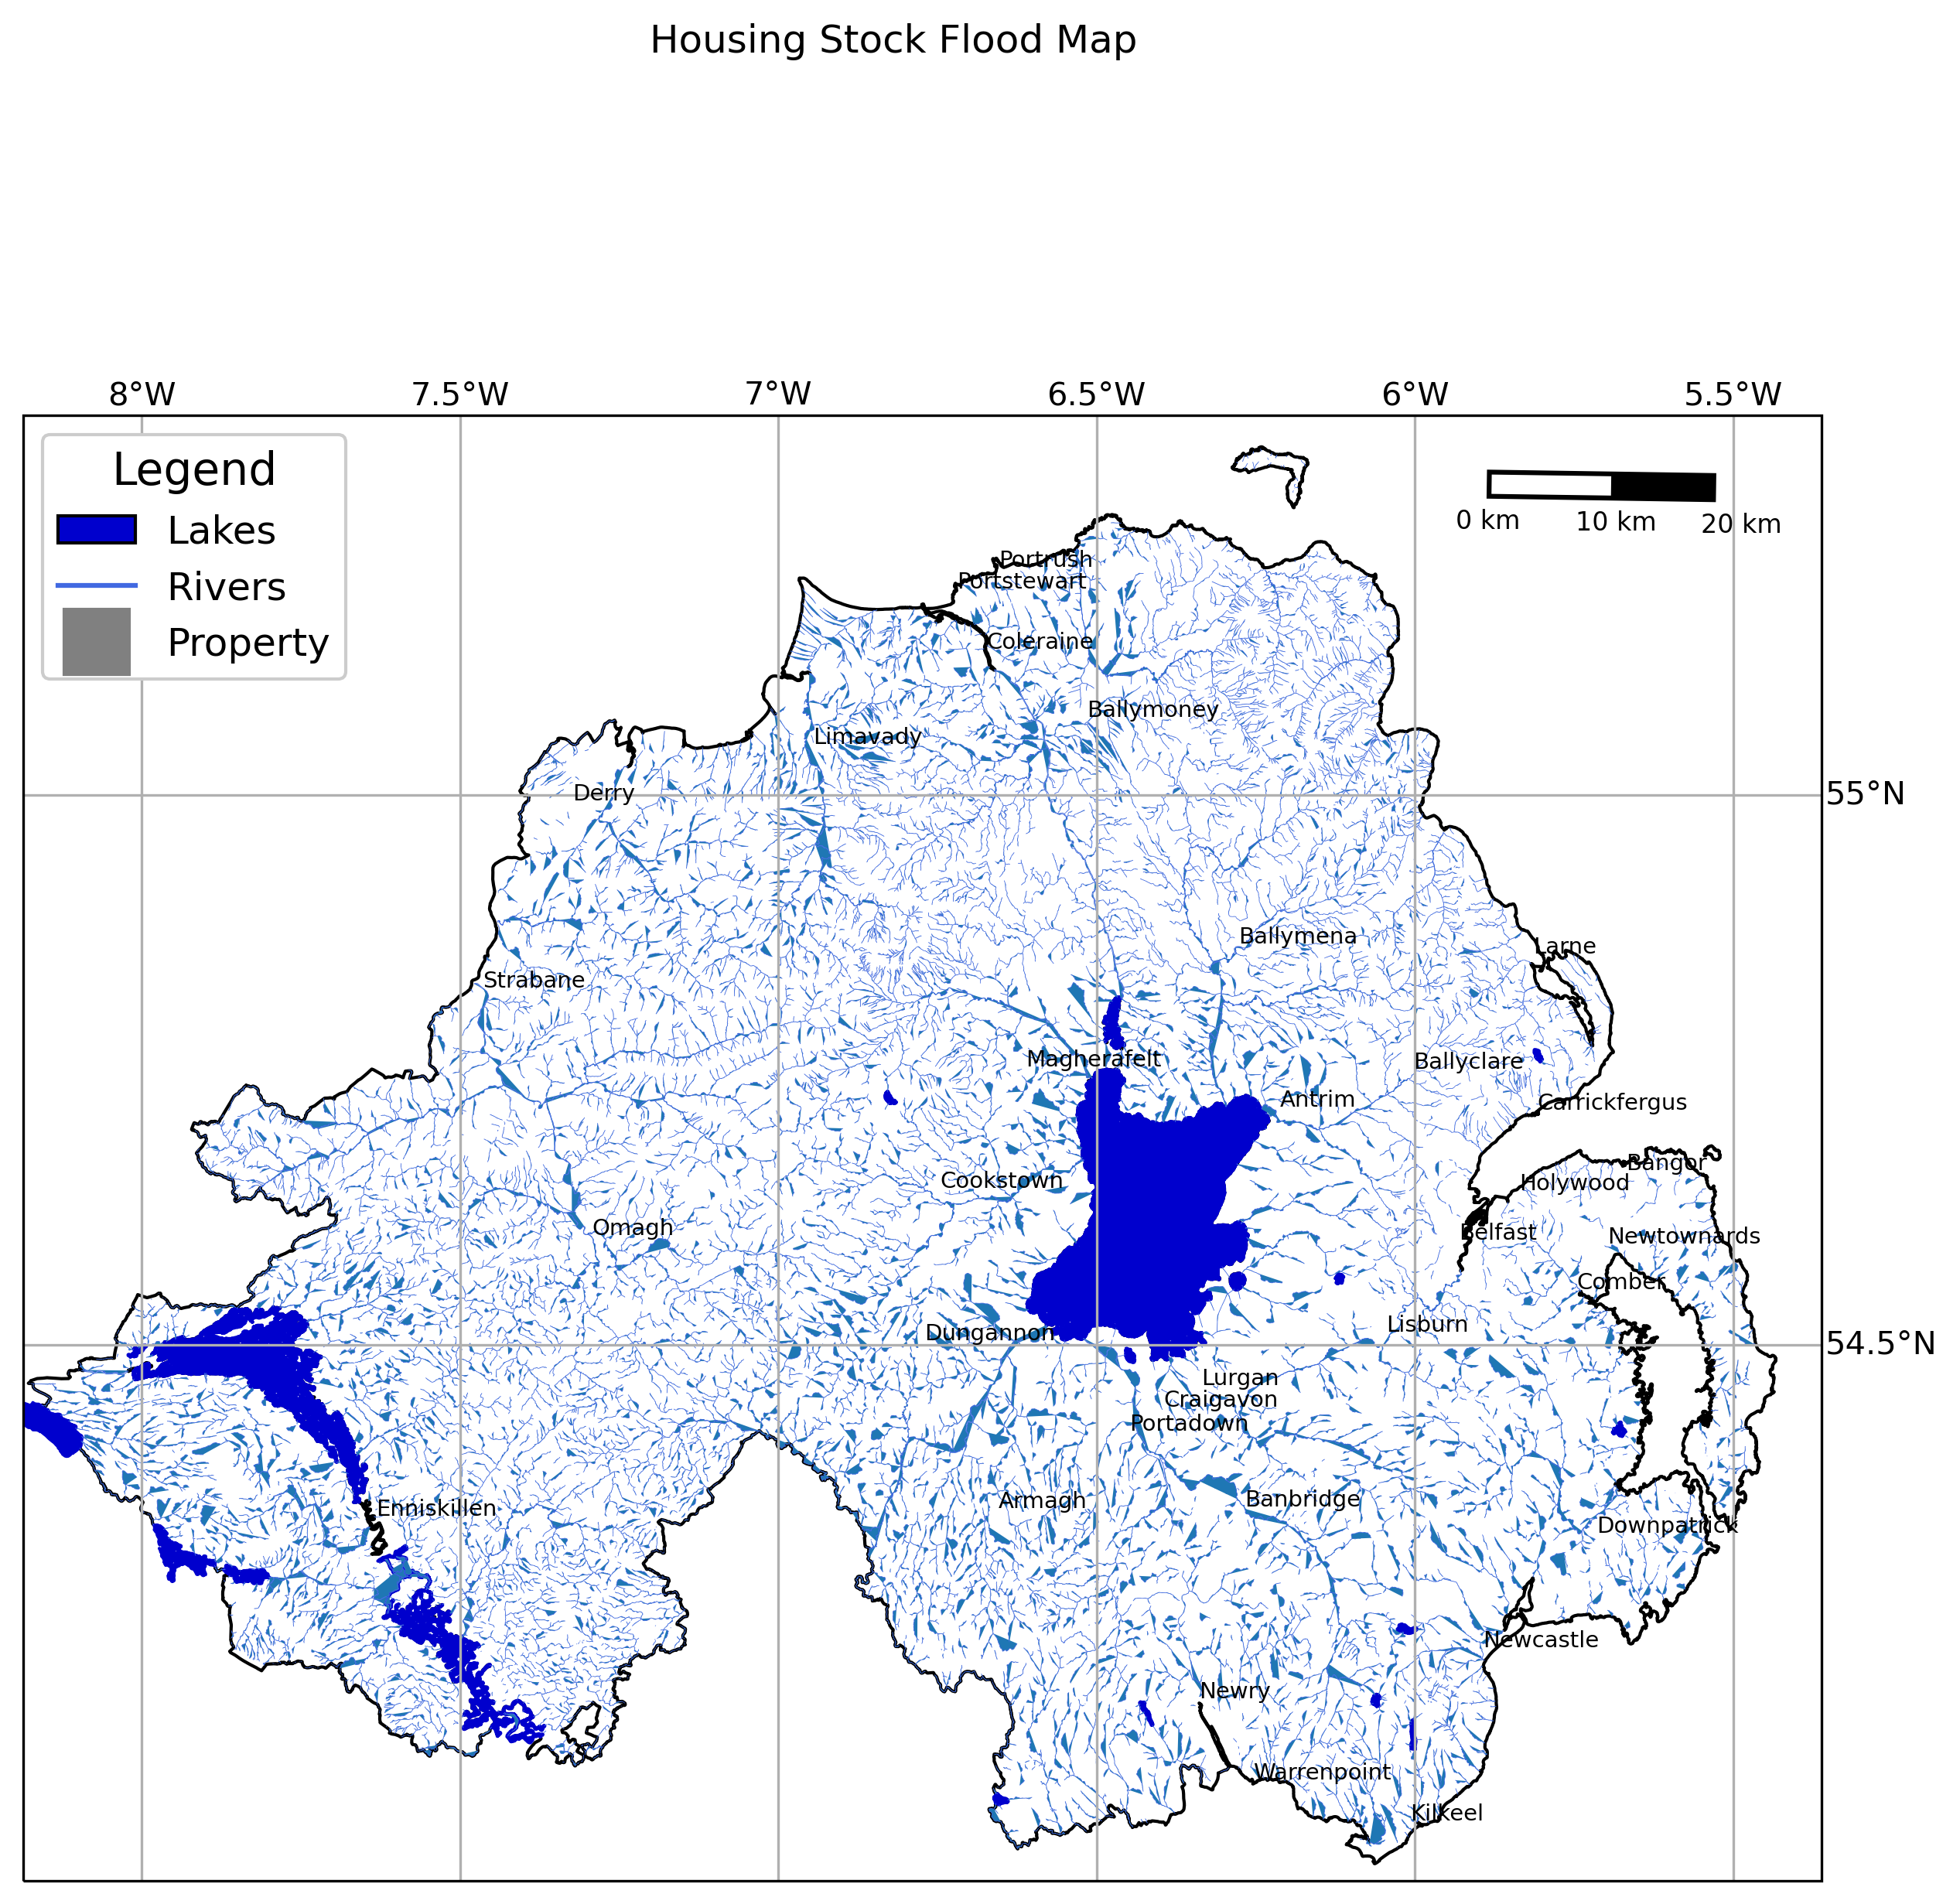 Housing Stock Flood Map
8°W 7.5°W 7°W 6.5°W 6°W 5.5°W
Legend
Lakes
Rivers
Property
0 km 10 km 20 km
Portrush
Portstewart
Coleraine
Ballymoney
Limavady
Derry
55°N
Ballymena
Larne
Strabane
Magherafelt
Ballyclare
Antrim
Carrickfergus
Bangor
Cookstown
Holywood
Omagh
Belfast
Newtownards
Comber
Dungannon
Lisburn
54.5°N
Lurgan
Craigavon
Portadown
Armagh
Banbridge
Enniskillen
Downpatrick
Newcastle
Newry
Warrenpoint
Kilkeel